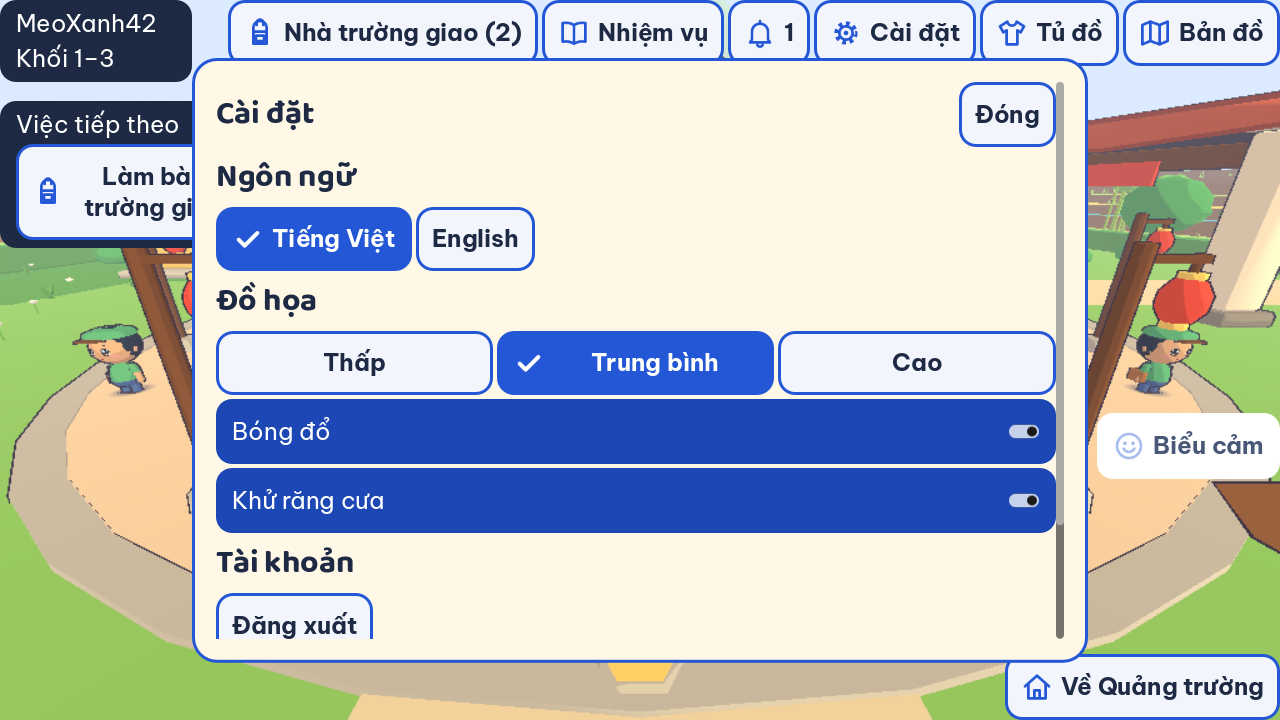 MeoXanh42
Khối 1–3
Nhà trường giao (2)
Nhiệm vụ
1
Cài đặt
Tủ đồ
Bản đồ
Việc tiếp theo
Làm bà
trường gi
Cài đặt
Đóng
Ngôn ngữ
Tiếng Việt
English
Đồ họa
Thấp
Trung bình
Cao
Bóng đổ
Khử răng cưa
Tài khoản
Đăng xuất
Biểu cảm
Về Quảng trường